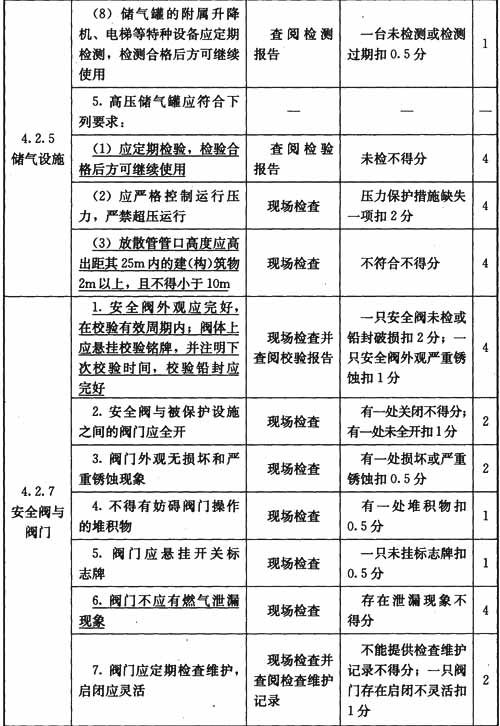 (8) 储气罐的附属升降
机、电梯等特种设备应定期
检测，检测合格后方可继续
使用
查阅检测
报告
一台未检测或检测
过期扣 0.5 分
1
4.2.5
储气设施
5. 高压储气罐应符合下
列要求：
—
—
—
(1) 应定期检验，检验合
格后方可继续使用
查阅检验
报告
未检不得分
4
(2) 应严格控制运行压
力，严禁超压运行
现场检查
压力保护措施缺失
一项扣 2 分
4
(3) 放散管管口高度应高
出距其 25m 内的建(构)筑物
2m 以上，且不得小于 10m
现场检查
不符合不得分
4
4.2.7
安全阀与
阀门
1. 安全阀外观应完好，
在校验有效周期内；阀体上
应悬挂校验铭牌，并注明下
次校验时间，校验铅封应
完好
现场检查并
查阅校验报告
一只安全阀未检或
铅封破损扣 2 分；一
只安全阀外观严重锈
蚀扣 1 分
4
2. 安全阀与被保护设施
之间的阀门应全开
现场检查
有一处关闭不得分；
有一处未全开扣 1 分
2
3. 阀门外观无损坏和严
重锈蚀现象
现场检查
有一处损坏或严重
锈蚀扣 0.5 分
2
4. 不得有妨碍阀门操作
的堆积物
现场检查
有一处堆积物扣
0.5 分
1
5. 阀门应悬挂开关标
志牌
现场检查
一只未挂标志牌扣
0.5 分
1
6. 阀门不应有燃气泄漏
现象
现场检查
存在泄漏现象不
得分
4
7. 阀门应定期检查维护，
启闭应灵活
现场检查并
查阅检查维护
记录
不能提供检查维护
记录不得分；一只阀
门存在启闭不灵活扣
1 分
2